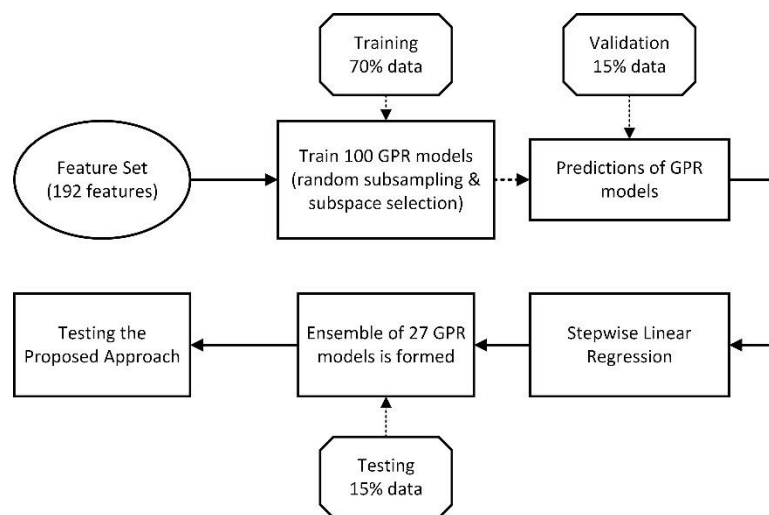 Training
70% data
Validation
15% data
Feature Set
(192 features)
Train 100 GPR models
(random subsampling &
subspace selection)
Predictions of GPR
models
Testing the
Proposed Approach
Ensemble of 27 GPR
models is formed
Stepwise Linear
Regression
Testing
15% data